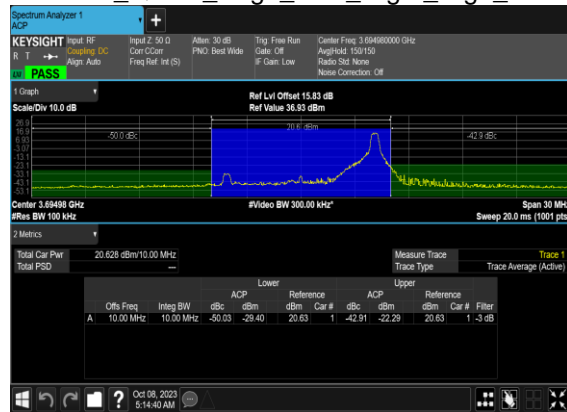 Spectrum Analyzer 1
ACP
KEYSIGHT Input: RF Input Z: 50 Ω Atten: 30 dB Trig: Free Run Center Freq: 3.694980000 GHz
R T Coupling: DC Corr CCorr PNO: Best Wide Gate: Off Avg|Hold: 150/150
Align: Auto Freq Ref: Int (S) IF Gain: Low Radio Std: None
PASS Noise Correction: Off
1 Graph Ref Lvl Offset 15.83 dB
Scale/Div 10.0 dB Ref Value 36.93 dBm
26.9
16.9 -50.0 dBc 20.6 dBm -42.9 dBc
6.93
-3.07
-13.1
-23.1
-33.1
-43.1
-53.1
Center 3.69498 GHz #Video BW 300.00 kHz* Span 30 MHz
#Res BW 100 kHz Sweep 20.0 ms (1001 pts
2 Metrics
Total Car Pwr 20.628 dBm/10.00 MHz Measure Trace Trace 1
Total PSD --- Trace Type Trace Average (Active)
Lower Upper
ACP Reference ACP Reference
Offs Freq Integ BW dBc dBm dBm Car # dBc dBm dBm Car # Filter
A 10.00 MHz 10.00 MHz -50.03 -29.40 20.63 1 -42.91 -22.29 20.63 1 -3 dB
? Oct 08, 2023
5:14:40 AM